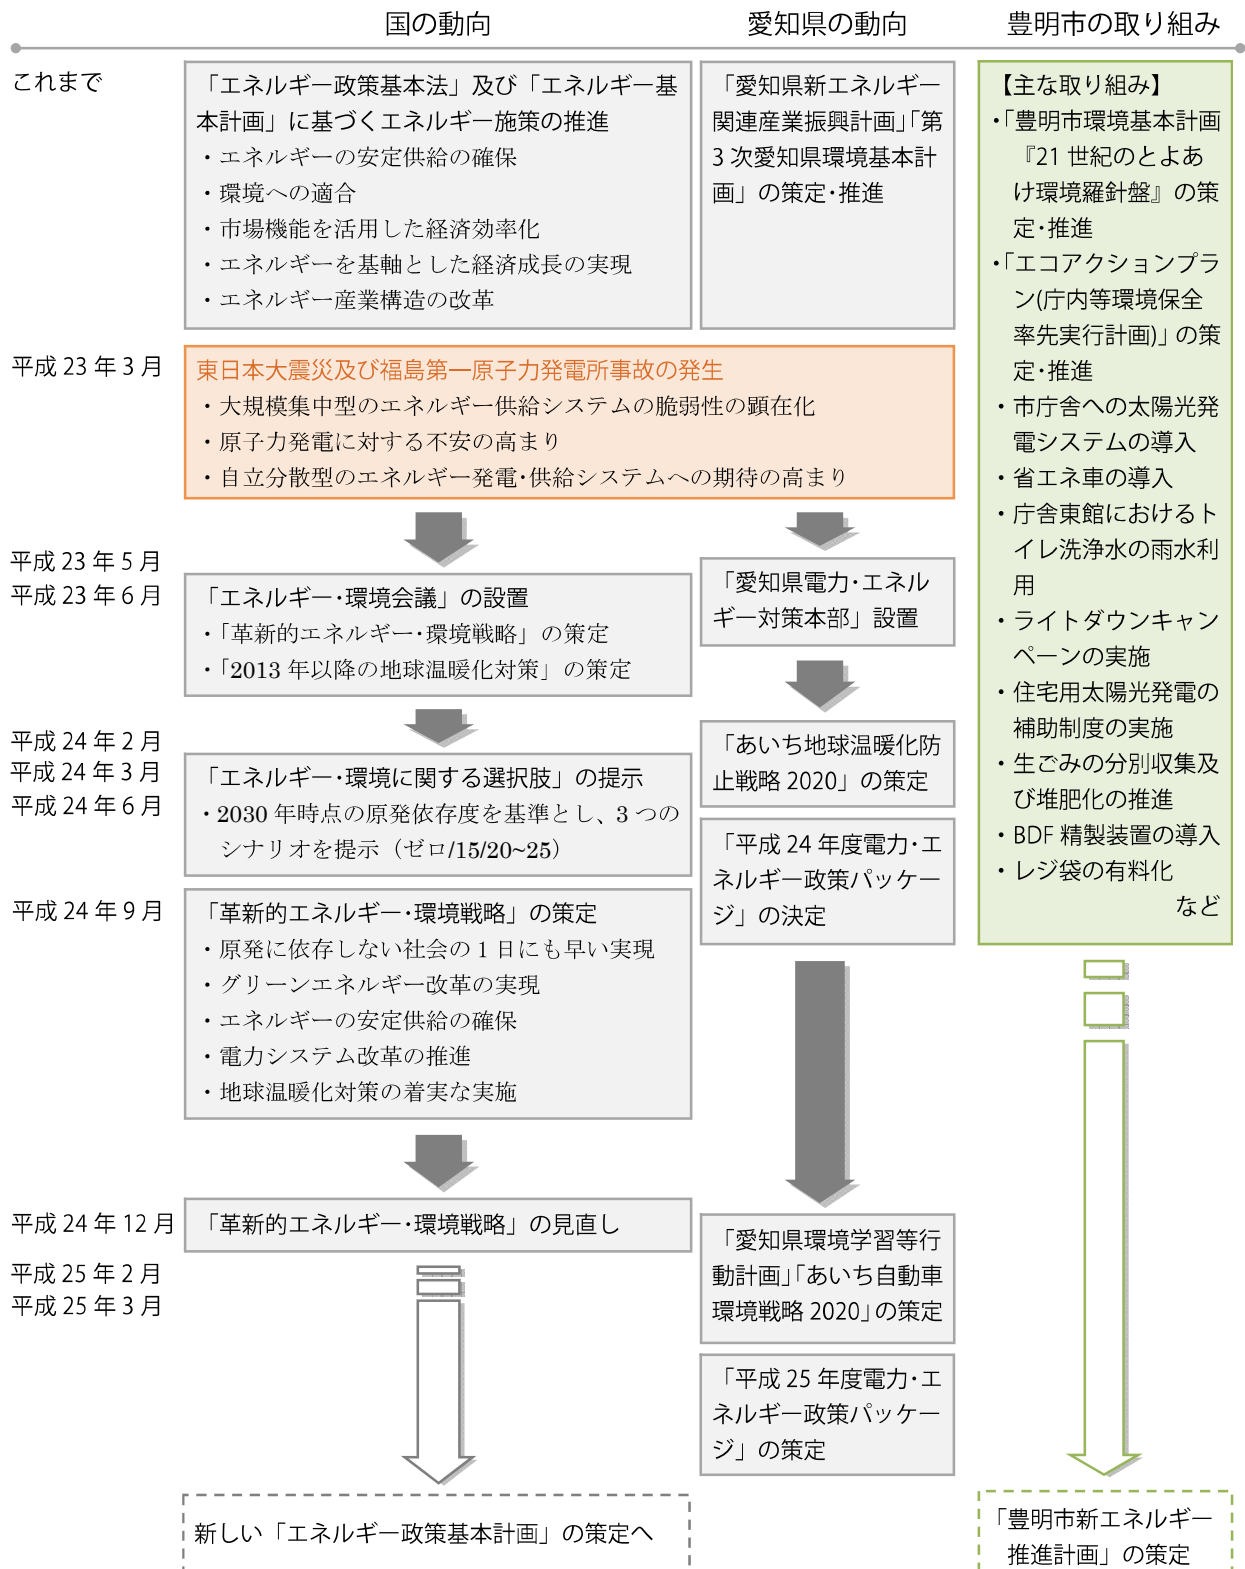 国の動向
愛知県の動向
豊明市の取り組み
これまで
「エネルギー政策基本法」及び「エネルギー基
本計画」に基づくエネルギー施策の推進
・エネルギーの安定供給の確保
・環境への適合
・市場機能を活用した経済効率化
・エネルギーを基軸とした経済成長の実現
・エネルギー産業構造の改革
「愛知県新エネルギー
関連産業振興計画」「第
3 次愛知県環境基本計
画」の策定・推進
【主な取り組み】
・「豊明市環境基本計画
『21 世紀のとよあ
け環境羅針盤』の策
定・推進
・「エコアクションプラ
ン(庁内等環境保全
率先実行計画)」の策
定・推進
・市庁舎への太陽光発
電システムの導入
・省エネ車の導入
・庁舎東館におけるト
イレ洗浄水の雨水利
用
・ライトダウンキャン
ペーンの実施
・住宅用太陽光発電の
補助制度の実施
・生ごみの分別収集及
び堆肥化の推進
・BDF 精製装置の導入
・レジ袋の有料化
など
平成 23 年 3 月
東日本大震災及び福島第一原子力発電所事故の発生
・大規模集中型のエネルギー供給システムの脆弱性の顕在化
・原子力発電に対する不安の高まり
・自立分散型のエネルギー発電・供給システムへの期待の高まり
平成 23 年 5 月
平成 23 年 6 月
「エネルギー・環境会議」の設置
・「革新的エネルギー・環境戦略」の策定
・「2013 年以降の地球温暖化対策」の策定
「愛知県電力・エネル
ギー対策本部」設置
平成 24 年 2 月
平成 24 年 3 月
平成 24 年 6 月
「エネルギー・環境に関する選択肢」の提示
・2030 年時点の原発依存度を基準とし、3 つの
シナリオを提示（ゼロ/15/20~25）
「あいち地球温暖化防
止戦略 2020」の策定
「平成 24 年度電力・エ
ネルギー政策パッケー
ジ」の決定
平成 24 年 9 月
「革新的エネルギー・環境戦略」の策定
・原発に依存しない社会の 1 日にも早い実現
・グリーンエネルギー改革の実現
・エネルギーの安定供給の確保
・電力システム改革の推進
・地球温暖化対策の着実な実施
平成 24 年 12 月
「革新的エネルギー・環境戦略」の見直し
平成 25 年 2 月
平成 25 年 3 月
「愛知県環境学習等行
動計画」「あいち自動車
環境戦略 2020」の策定
「平成 25 年度電力・エ
ネルギー政策パッケー
ジ」の策定
新しい「エネルギー政策基本計画」の策定へ
「豊明市新エネルギー
推進計画」の策定